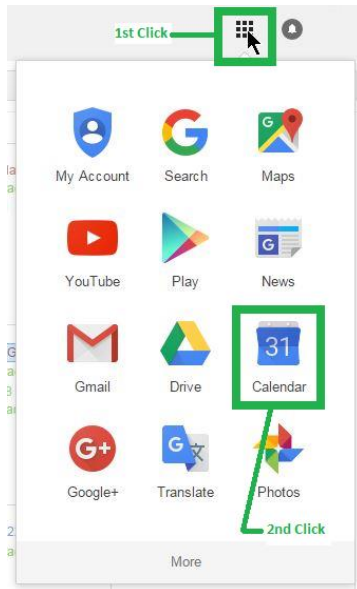 1st Click
My Account Search Maps
YouTube Play News
G
31
Gmail Drive Calendar
G+ G
Google+ Translate Photos
2nd Click
More